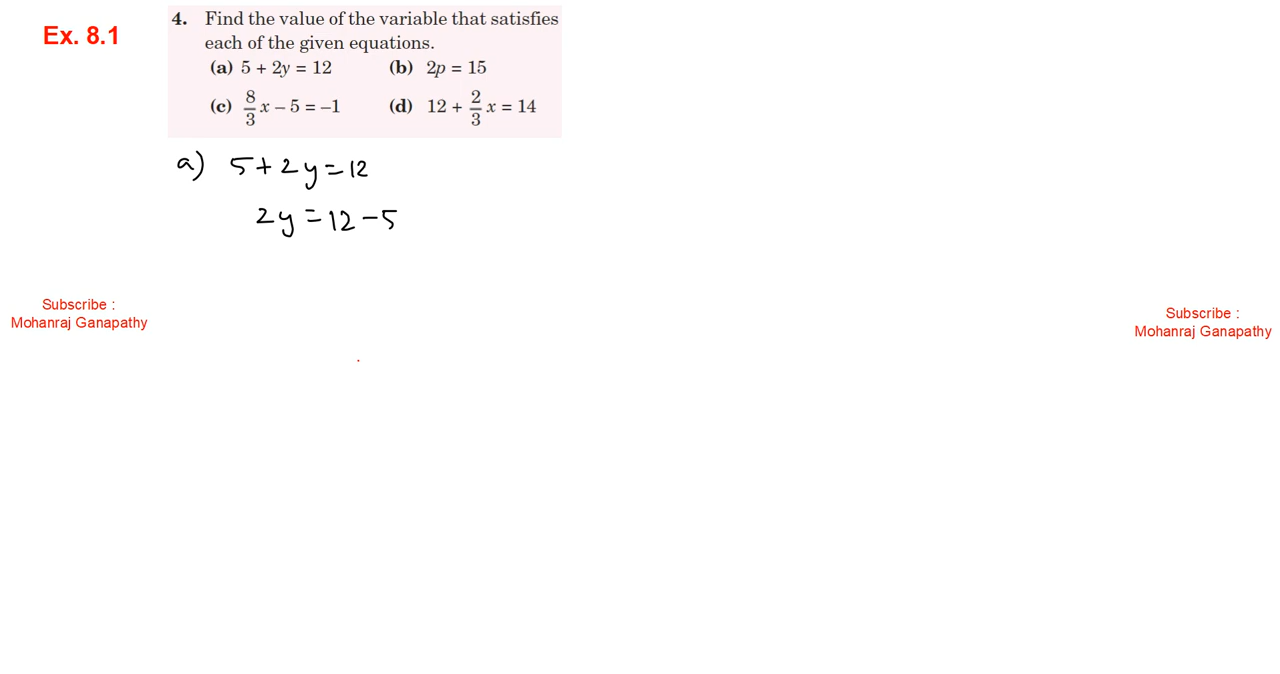 Ex. 8.1
4. Find the value of the variable that satisfies
each of the given equations.
(a) 5 + 2y = 12 (b) 2p = 15
(c) 8/3 x – 5 = –1 (d) 12 + 2/3 x = 14
a) 5 + 2y = 12
2y = 12 – 5
Subscribe :
Mohanraj Ganapathy
Subscribe :
Mohanraj Ganapathy